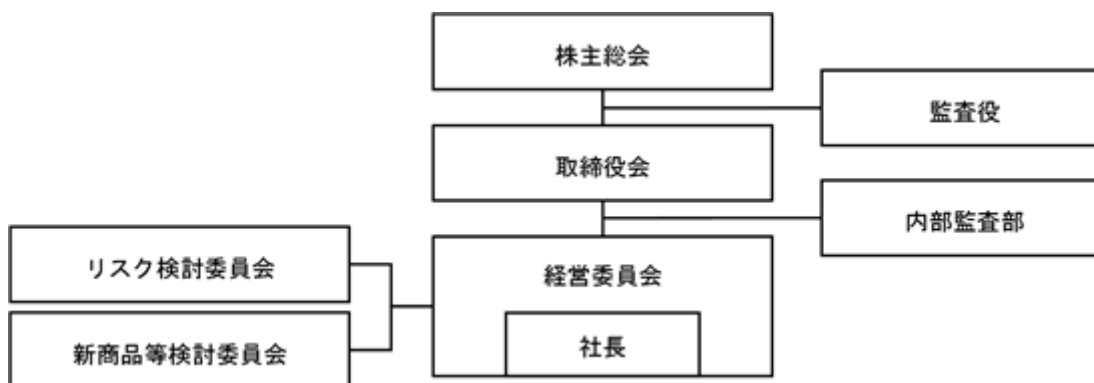 株主総会
監査役
取締役会
内部監査部
リスク検討委員会
経営委員会
社長
新商品等検討委員会